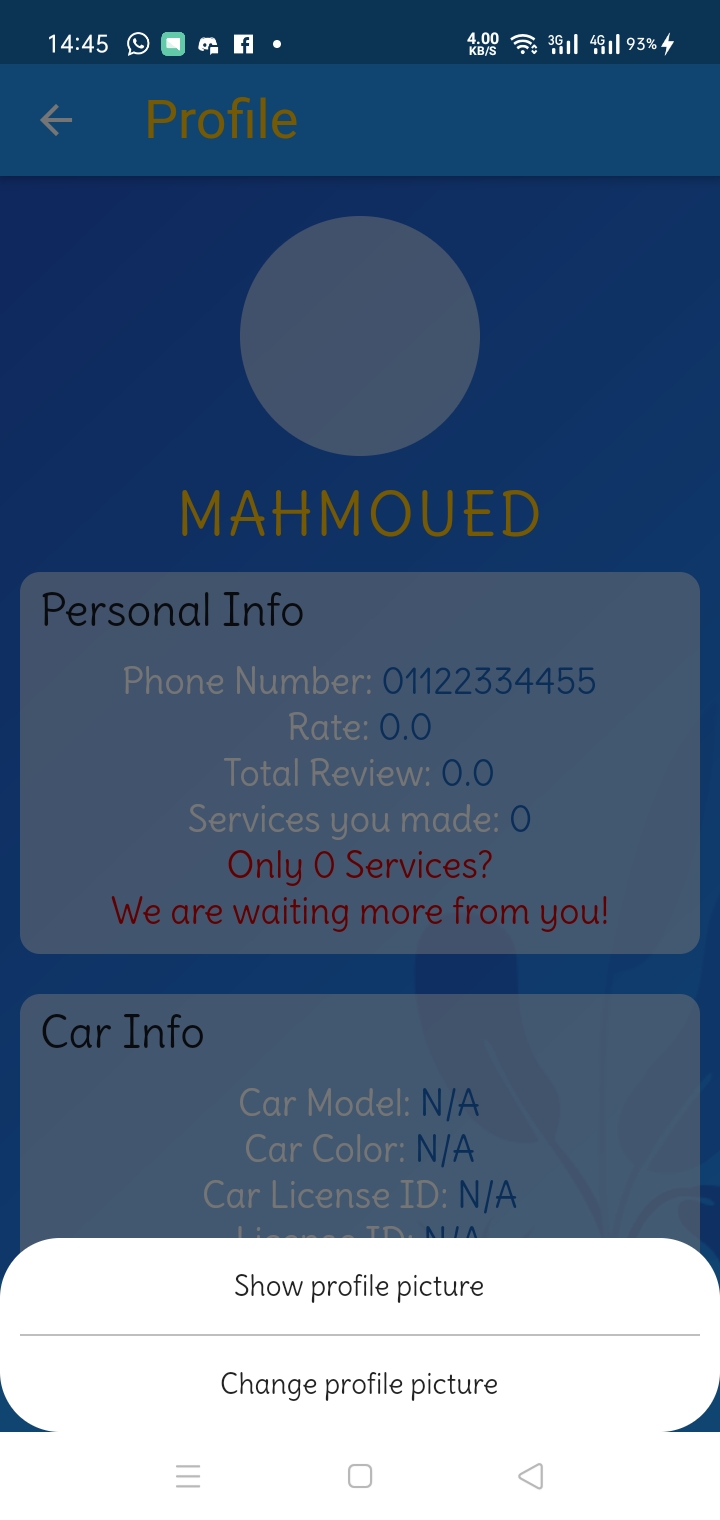 14:45 4.00 KB/S 3G 4G 93%
Profile
MAHMOUED
Personal Info
Phone Number: 01122334455
Rate: 0.0
Total Review: 0.0
Services you made: 0
Only 0 Services?
We are waiting more from you!
Car Info
Car Model: N/A
Car Color: N/A
Car License ID: N/A
License ID: N/A
Show profile picture
Change profile picture